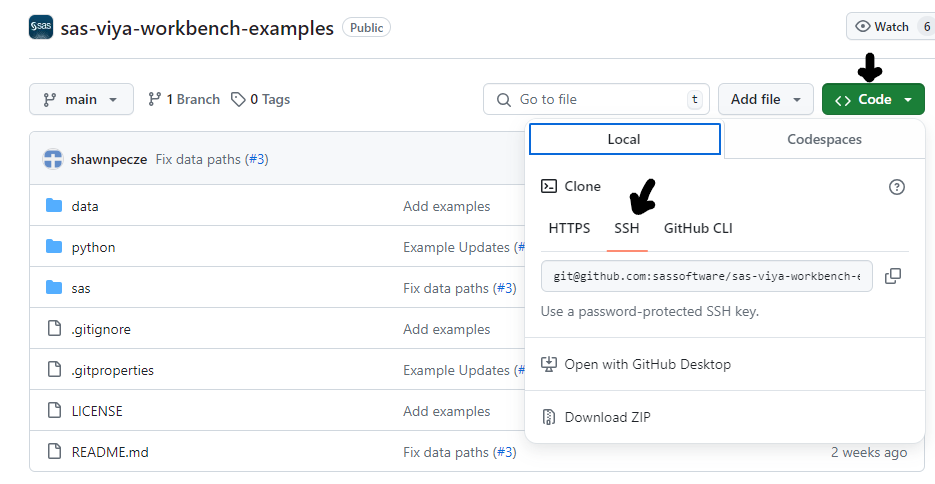 sas sas-viya-workbench-examples Public Watch 6
main 1 Branch 0 Tags Go to file t Add file <> Code
Local Codespaces
shawnpecze Fix data paths (#3)
Clone
data Add examples
HTTPS SSH GitHub CLI
python Example Updates (#
git@github.com:sassoftware/sas-viya-workbench-e
sas Fix data paths (#3)
Use a password-protected SSH key.
.gitignore Add examples
Open with GitHub Desktop
.gitproperties Example Updates (#
LICENSE Add examples
Download ZIP
README.md Fix data paths (#3) 2 weeks ago